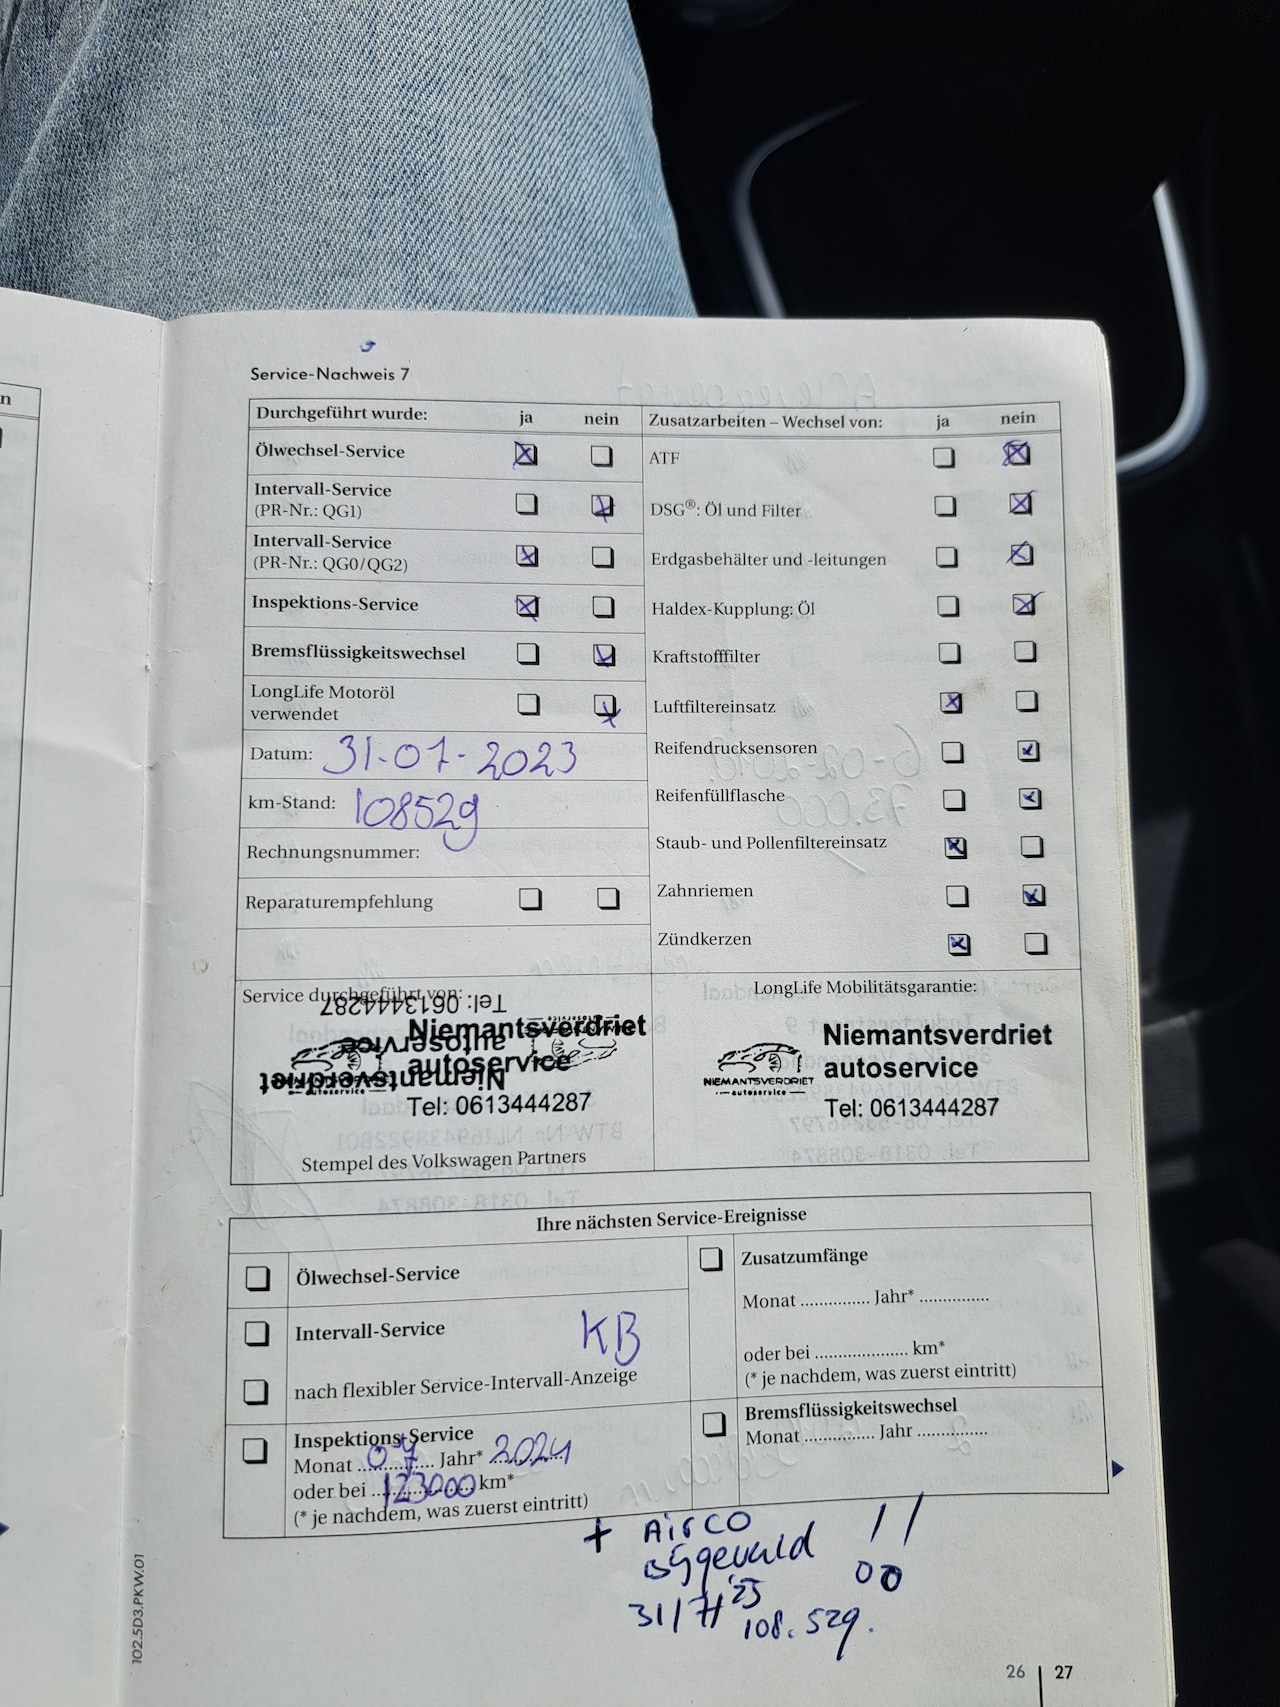 n
Service-Nachweis 7
Durchgeführt wurde: ja nein
Ölwechsel-Service
Intervall-Service
(PR-Nr.: QG1)
Intervall-Service
(PR-Nr.: QG0/QG2)
Inspektions-Service
Bremsflüssigkeitswechsel
LongLife Motoröl
verwendet
Datum: 31-07-2023
km-Stand: 108529
Rechnungsnummer:
Reparaturempfehlung
Zusatzarbeiten – Wechsel von: ja nein
ATF
DSG®: Öl und Filter
Erdgasbehälter und -leitungen
Haldex-Kupplung: Öl
Kraftstofffilter
Luftfiltereinsatz
Reifendrucksensoren
Reifenfüllflasche
Staub- und Pollenfiltereinsatz
Zahnriemen
Zündkerzen
Service durchgeführt von:
Tel: 0613444287
Niemantsverdriet
autoservice
Niemantsverdriet
autoservice
Tel: 0613444287
Stempel des Volkswagen Partners
LongLife Mobilitätsgarantie:
NIEMANTSVERDRIET
autoservice
Niemantsverdriet
autoservice
Tel: 0613444287
Ihre nächsten Service-Ereignisse
Ölwechsel-Service
Intervall-Service
KB
nach flexibler Service-Intervall-Anzeige
Inspektions-Service
Monat 07 Jahr* 2024
oder bei 123000 km*
(* je nachdem, was zuerst eintritt)
Zusatzumfänge
Monat ............... Jahr* ...............
oder bei .................... km*
(* je nachdem, was zuerst eintritt)
Bremsflüssigkeitswechsel
Monat ............... Jahr ...............
+ AirCO !!
bijgevuld
31/7/'23
108.529.
102.5D3.PKW.01
26 | 27